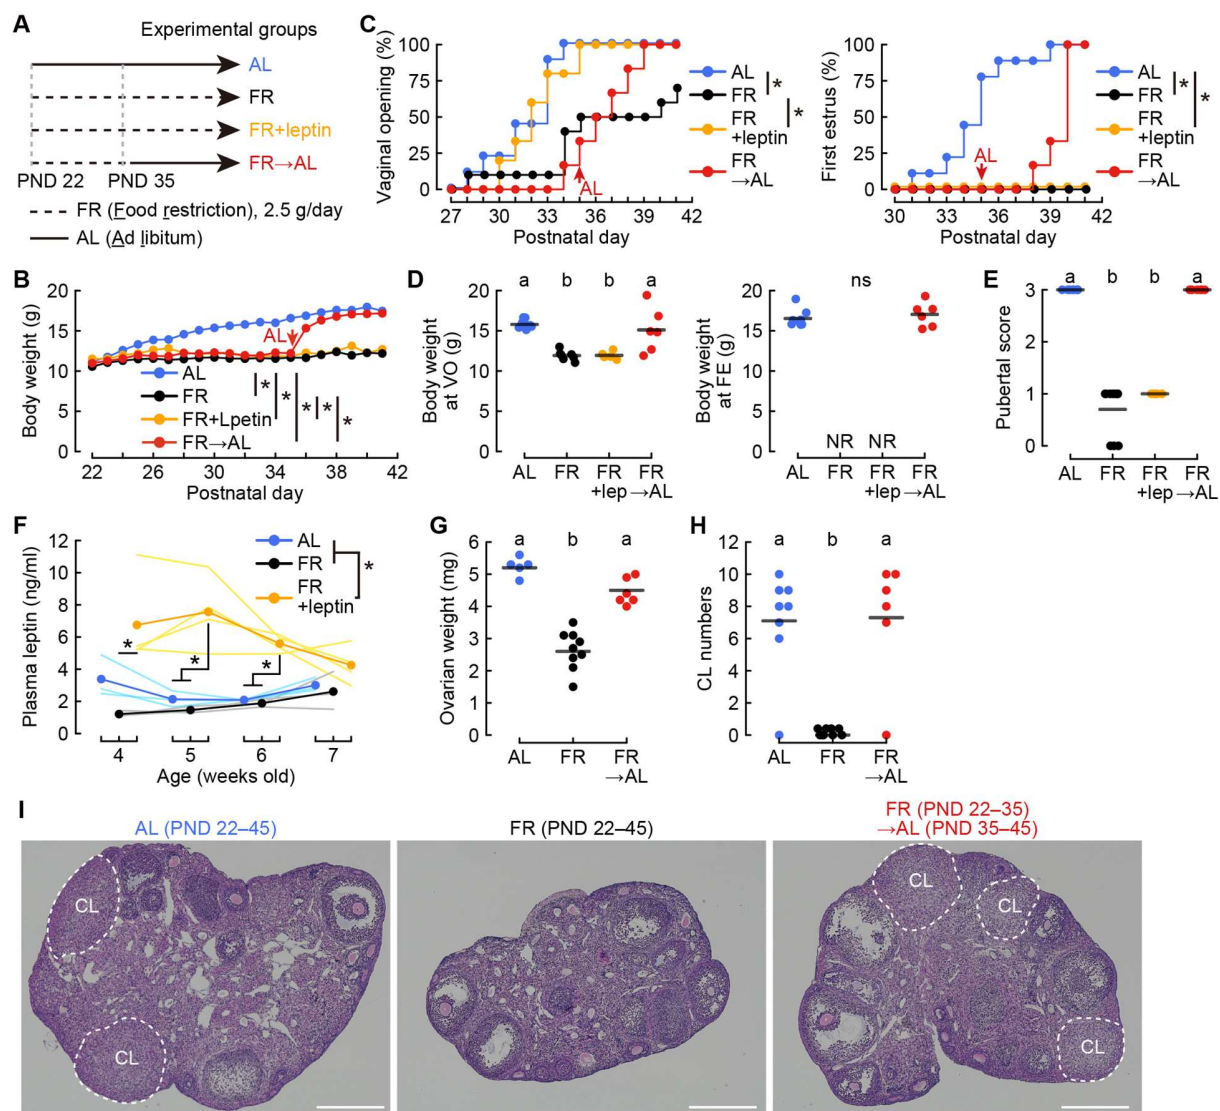 A
Experimental groups
AL
FR
FR+leptin
FR→AL
PND 22
PND 35
FR (Food restriction), 2.5 g/day
AL (Ad libitum)
C
Vaginal opening (%)
100
75
50
25
0
27
30
33
36
39
42
Postnatal day
AL
AL
FR
FR
+leptin
FR
→AL
*
*
First estrus (%)
100
75
50
25
0
30
33
36
39
42
Postnatal day
AL
AL
FR
FR
+leptin
FR
→AL
*
*
B
Body weight (g)
20
15
10
5
0
22
26
30
34
38
42
Postnatal day
AL
AL
FR
FR+Lpetin
FR→AL
*
*
*
*
*
D
Body weight
at VO (g)
20
15
10
5
0
a
b
b
a
AL
FR
FR
+lep
FR
→AL
Body weight
at FE (g)
20
15
10
5
0
ns
NR
NR
AL
FR
FR
+lep
FR
→AL
E
Pubertal score
3
2
1
0
a
b
b
a
AL
FR
FR
+lep
FR
→AL
F
Plasma leptin (ng/ml)
12
10
8
6
4
2
0
4
5
6
7
Age (weeks old)
AL
FR
FR
+leptin
*
*
*
*
G
Ovarian weight (mg)
6
5
4
3
2
1
0
a
b
a
AL
FR
FR
→AL
H
CL numbers
12
10
8
6
4
2
0
a
b
a
AL
FR
FR
→AL
I
AL (PND 22–45)
CL
CL
FR (PND 22–45)
FR (PND 22–35)
→AL (PND 35–45)
CL
CL
CL